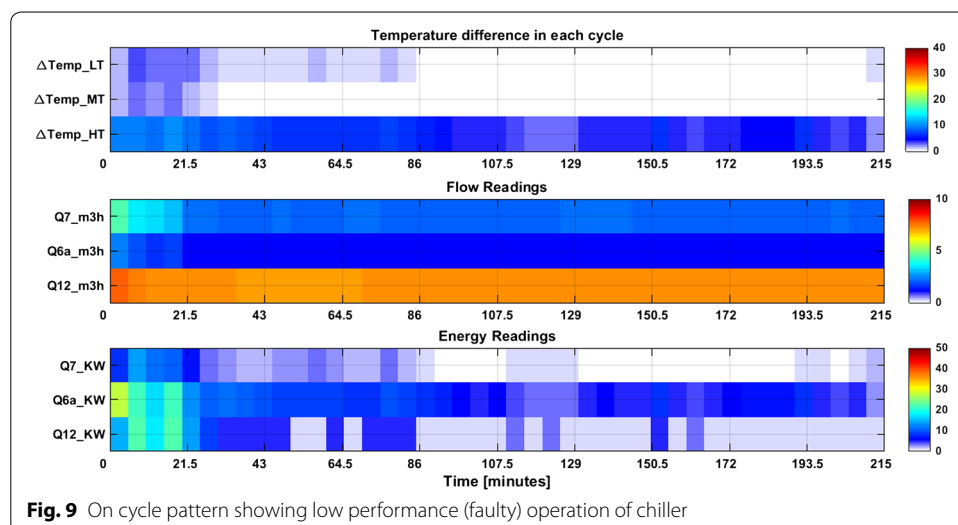 Temperature difference in each cycle
△Temp_LT
△Temp_MT
△Temp_HT
0 21.5 43 64.5 86 107.5 129 150.5 172 193.5 215
40
30
20
10
0
Flow Readings
Q7_m3h
Q6a_m3h
Q12_m3h
0 21.5 43 64.5 86 107.5 129 150.5 172 193.5 215
10
5
0
Energy Readings
Q7_KW
Q6a_KW
Q12_KW
0 21.5 43 64.5 86 107.5 129 150.5 172 193.5 215
50
40
30
20
10
0
Time [minutes]
Fig. 9 On cycle pattern showing low performance (faulty) operation of chiller